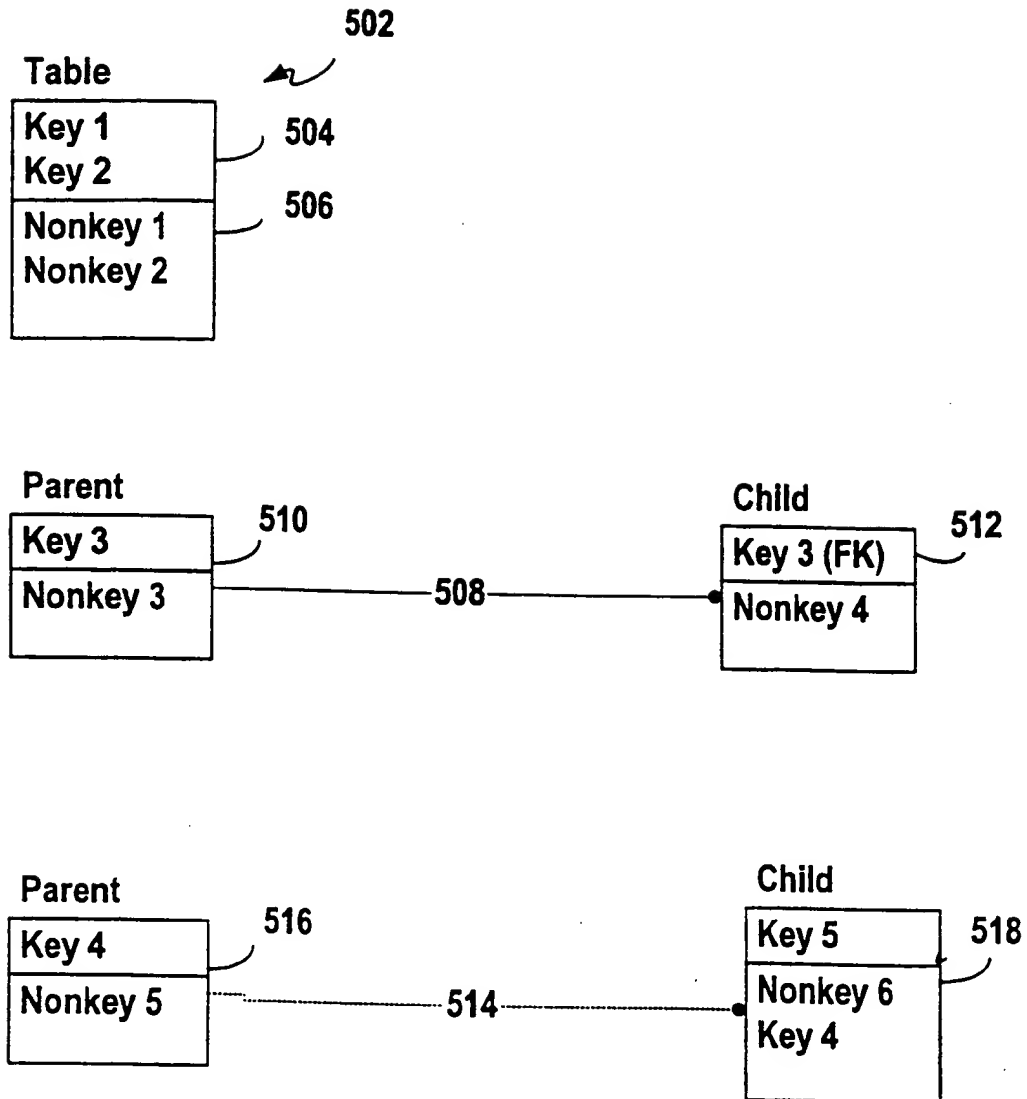 502
Table
Key 1
Key 2
504
Nonkey 1
Nonkey 2
506
Parent
Key 3
510
Nonkey 3
508
Child
Key 3 (FK)
512
Nonkey 4
Parent
Key 4
516
Nonkey 5
514
Child
Key 5
518
Nonkey 6
Key 4